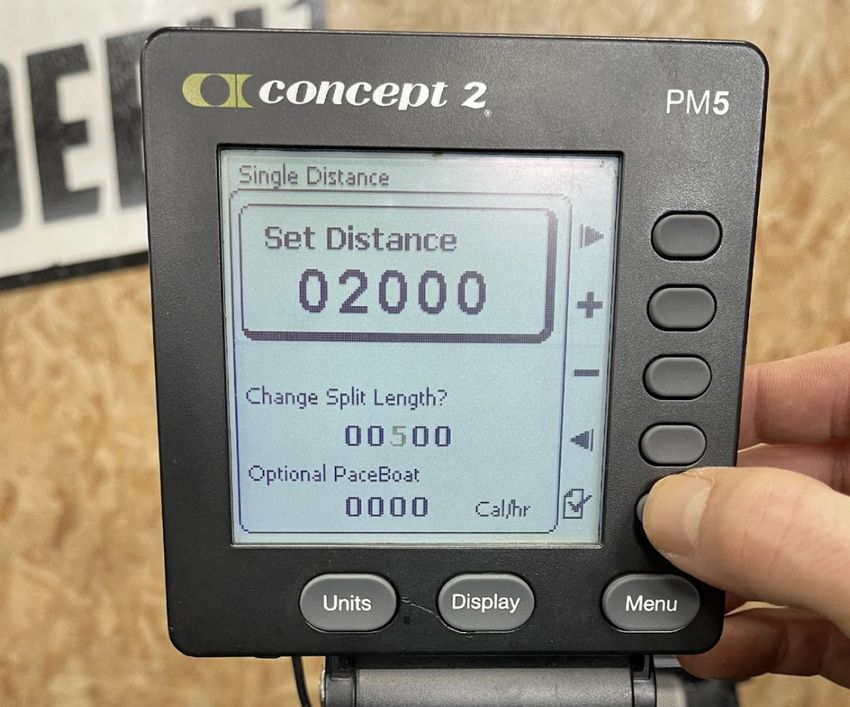 concept 2
PM5
Single Distance
Set Distance
02000
Change Split Length?
00500
Optional PaceBoat
0000 Cal/hr
Units
Display
Menu